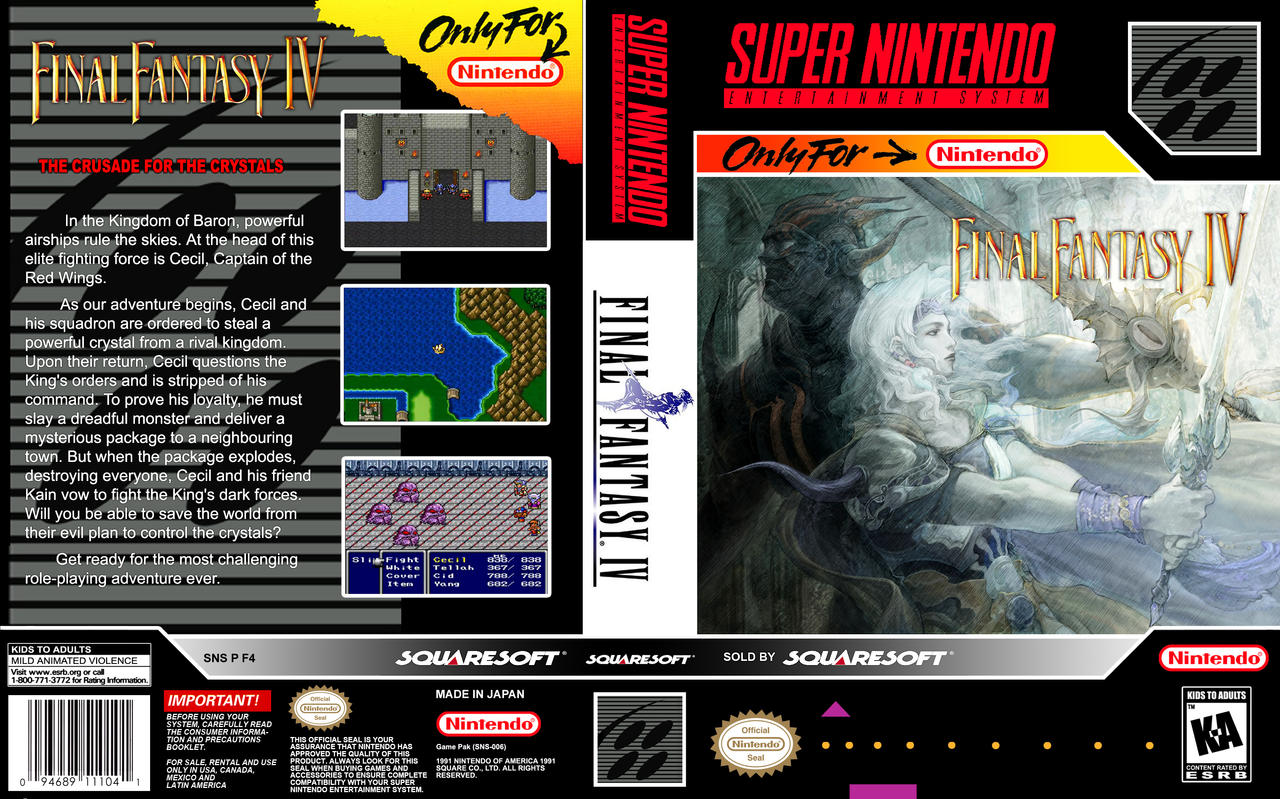 FINAL FANTASY IV
Only For
Nintendo®
THE CRUSADE FOR THE CRYSTALS
In the Kingdom of Baron, powerful
airships rule the skies. At the head of this
elite fighting force is Cecil, Captain of the
Red Wings.
As our adventure begins, Cecil and
his squadron are ordered to steal a
powerful crystal from a rival kingdom.
Upon their return, Cecil questions the
King's orders and is stripped of his
command. To prove his loyalty, he must
slay a dreadful monster and deliver a
mysterious package to a neighbouring
town. But when the package explodes,
destroying everyone, Cecil and his friend
Kain vow to fight the King's dark forces.
Will you be able to save the world from
their evil plan to control the crystals?
Get ready for the most challenging
role-playing adventure ever.
Fight
White
Cover
Item
Cecil 838/ 838
Tellah 367/ 367
Cid 788/ 788
Yang 682/ 682
KIDS TO ADULTS
MILD ANIMATED VIOLENCE
Visit www.esrb.org or call
1-800-771-3772 for Rating Information.
SNS P F4
SQUARESOFT®
0 94689 11104 1
IMPORTANT!
BEFORE USING YOUR
SYSTEM, CAREFULLY READ
THE CONSUMER INFORMA-
TION AND PRECAUTIONS
BOOKLET.
FOR SALE, RENTAL AND USE
ONLY IN USA, CANADA,
MEXICO AND
LATIN AMERICA
Official
Nintendo
Seal
THIS OFFICIAL SEAL IS YOUR
ASSURANCE THAT NINTENDO HAS
APPROVED THE QUALITY OF THIS
PRODUCT. ALWAYS LOOK FOR THIS
SEAL WHEN BUYING GAMES AND
ACCESSORIES TO ENSURE COMPLETE
COMPATIBILITY WITH YOUR SUPER
NINTENDO ENTERTAINMENT SYSTEM.
MADE IN JAPAN
Nintendo®
Game Pak (SNS-006)
1991 NINTENDO OF AMERICA 1991
SQUARE CO., LTD. ALL RIGHTS
RESERVED.
SUPER NINTENDO
ENTERTAINMENT SYSTEM
FINAL FANTASY® IV
SQUARESOFT®
SUPER NINTENDO
ENTERTAINMENT SYSTEM
Only For
Nintendo®
FINAL FANTASY IV
SOLD BY SQUARESOFT®
Nintendo®
Official
Nintendo
Seal
KIDS TO ADULTS
TM
K-A
CONTENT RATED BY
ESRB